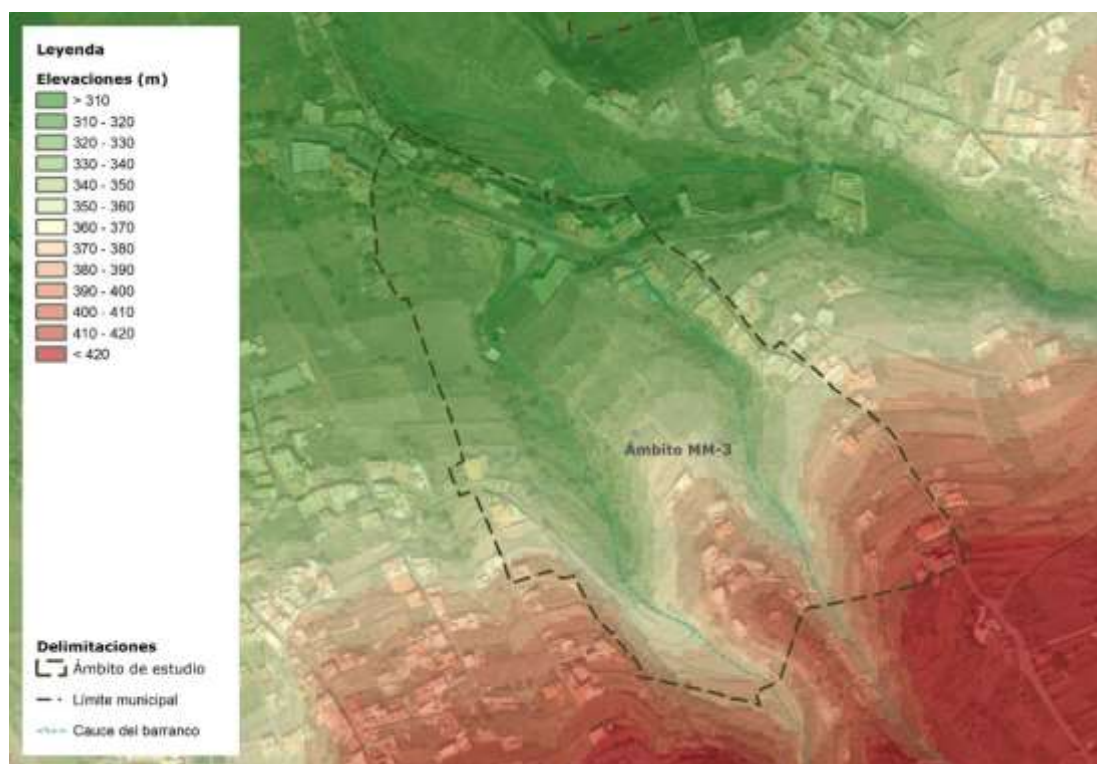 Leyenda
Elevaciones (m)
> 310
310 - 320
320 - 330
330 - 340
340 - 350
350 - 360
360 - 370
370 - 380
380 - 390
390 - 400
400 - 410
410 - 420
< 420
Ámbito MM-3
Delimitaciones
Ámbito de estudio
Límite municipal
Cauce del barranco